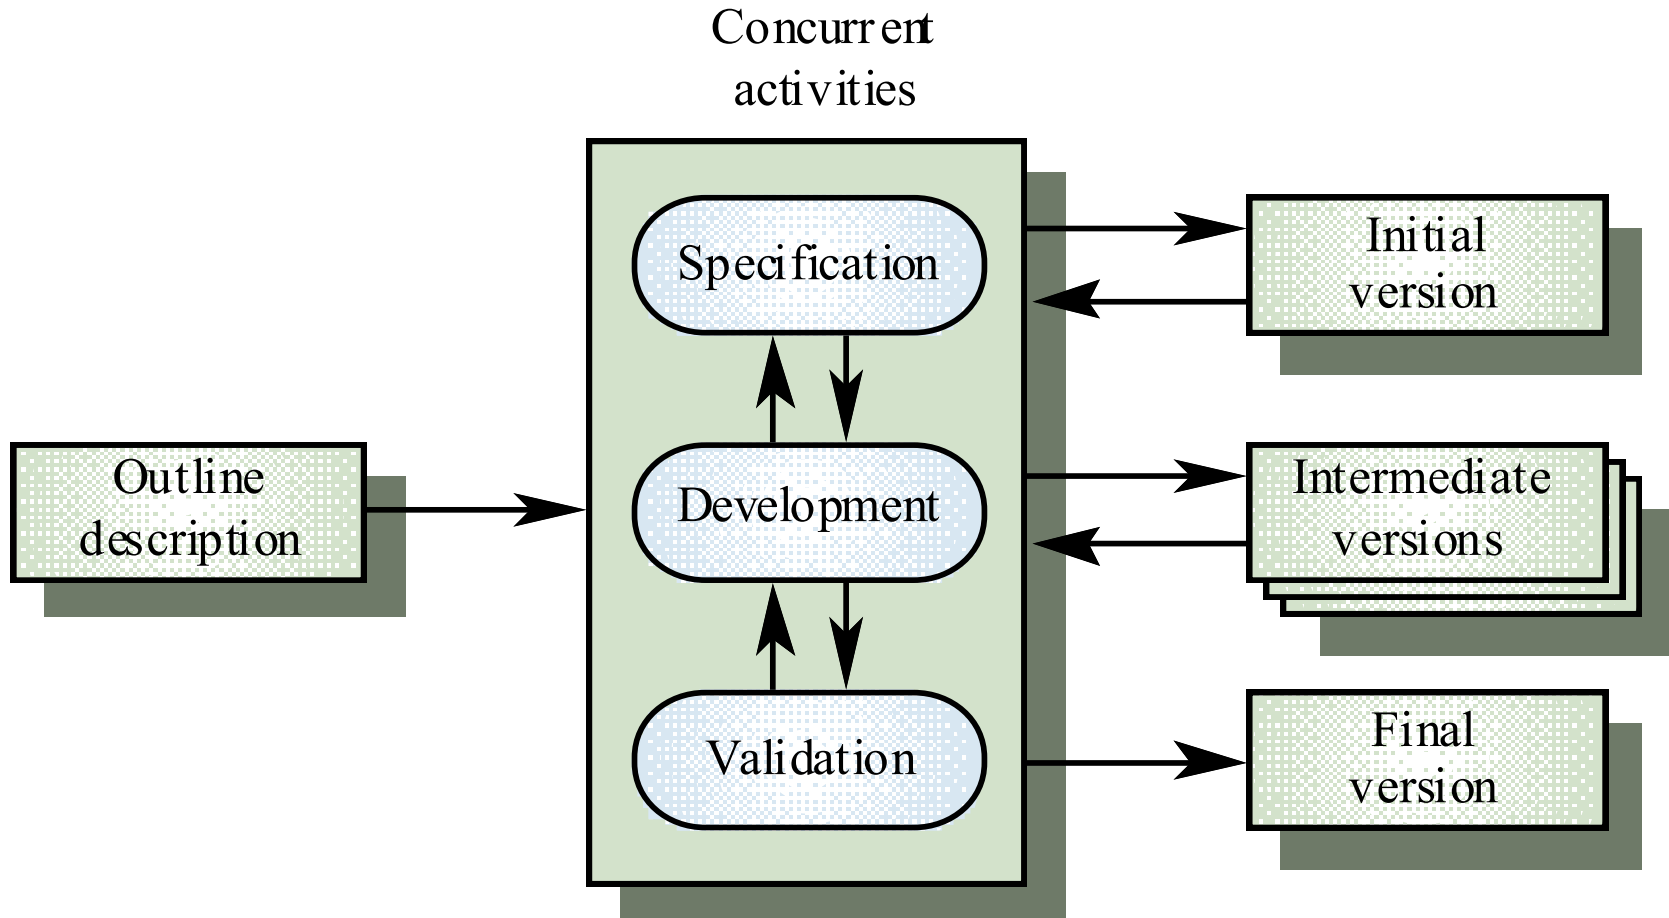 Concurrent
activities
Specification
Initial
version
Outline
description
Development
Intermediate
versions
Validation
Final
version